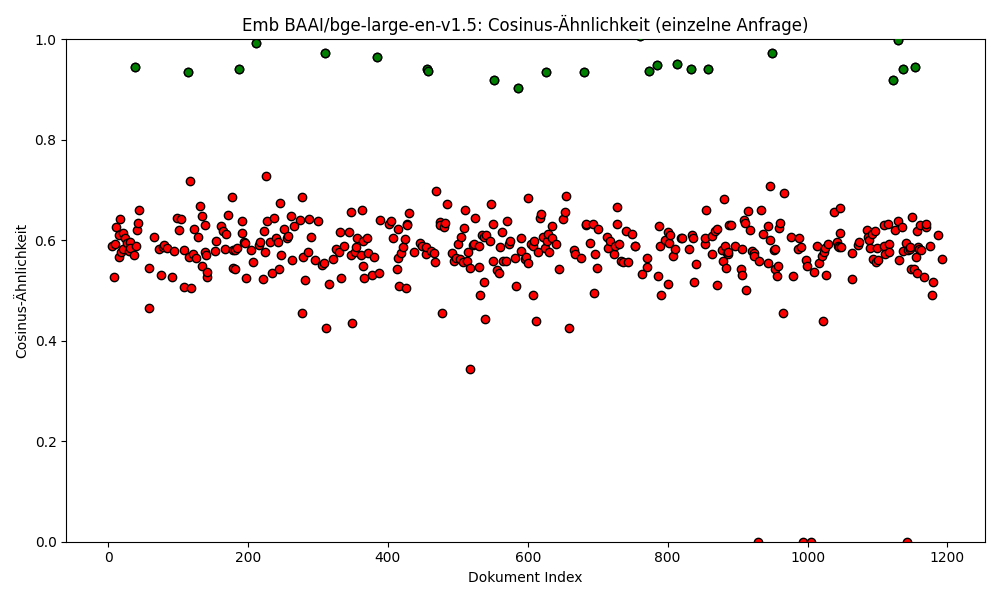 Emb BAAI/bge-large-en-v1.5: Cosinus-Ähnlichkeit (einzelne Anfrage)
1.0
0.8
0.6
0.4
0.2
0.0
Cosinus-Ähnlichkeit
0 200 400 600 800 1000 1200
Dokument Index